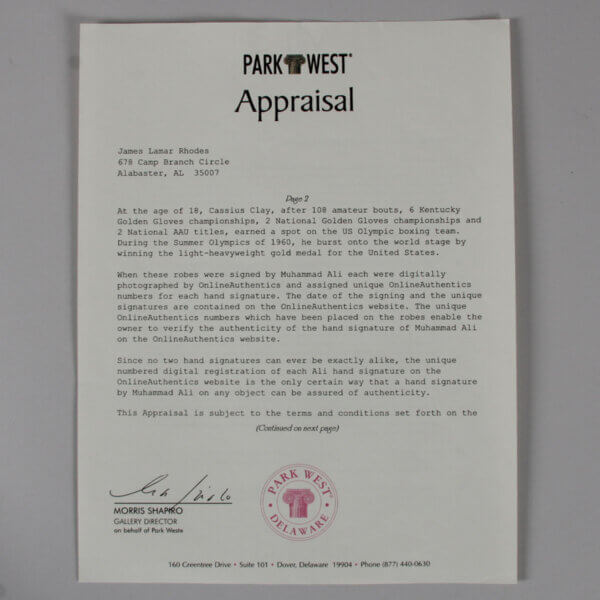 PARK WEST®
Appraisal
James Lamar Rhodes
678 Camp Branch Circle
Alabaster, AL 35007
Page 2
At the age of 18, Cassius Clay, after 108 amateur bouts, 6 Kentucky
Golden Gloves championships, 2 National Golden Gloves championships and
2 National AAU titles, earned a spot on the US Olympic boxing team.
During the Summer Olympics of 1960, he burst onto the world stage by
winning the light-heavyweight gold medal for the United States.
When these robes were signed by Muhammad Ali each were digitally
photographed by OnlineAuthentics and assigned unique OnlineAuthentics
numbers for each hand signature. The date of the signing and the unique
signatures are contained on the OnlineAuthentics website. The unique
OnlineAuthentics numbers which have been placed on the robes enable the
owner to verify the authenticity of the hand signature of Muhammad Ali
on the OnlineAuthentics website.
Since no two hand signatures can ever be exactly alike, the unique
numbered digital registration of each Ali hand signature on the
OnlineAuthentics website is the only certain way that a hand signature
by Muhammad Ali on any object can be assured of authenticity.
This Appraisal is subject to the terms and conditions set forth on the
(Continued on next page)
MORRIS SHAPIRO
GALLERY DIRECTOR
on behalf of Park West®
PARK WEST
DELAWARE
160 Greentree Drive • Suite 101 • Dover, Delaware 19904 • Phone (877) 440-0630